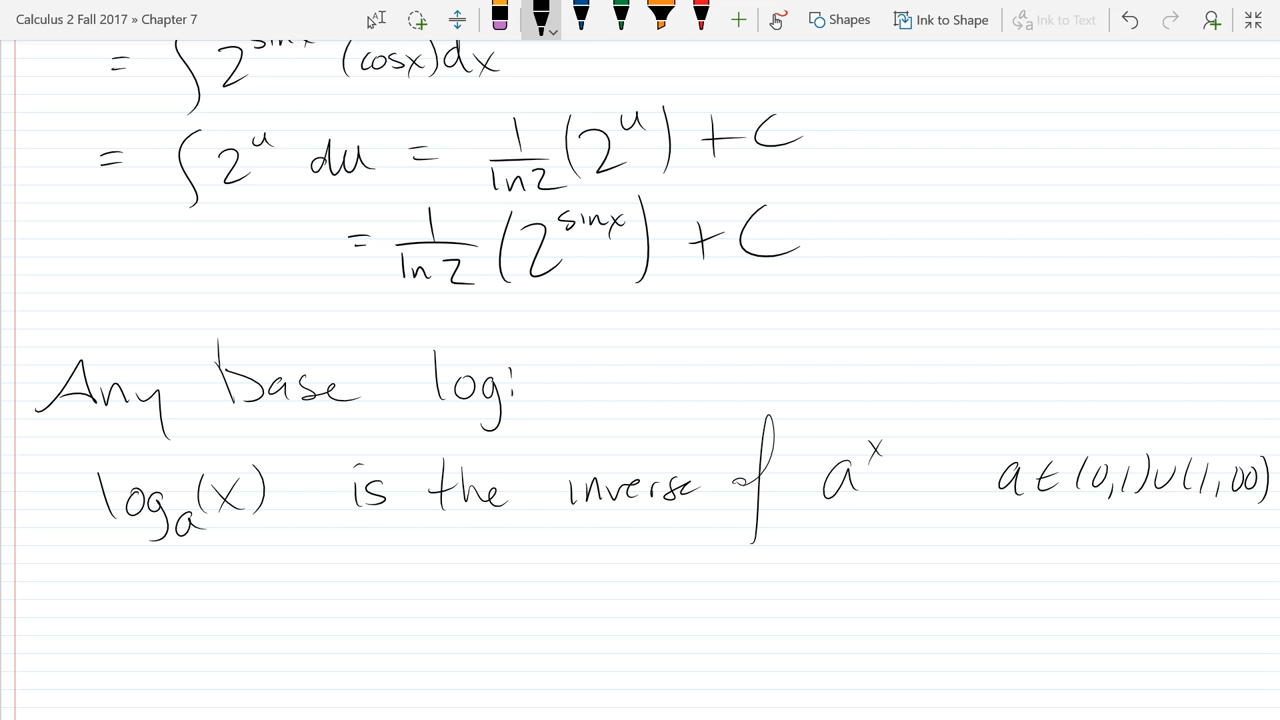 Calculus 2 Fall 2017 » Chapter 7 Shapes Ink to Shape Ink to Text
= ∫ 2^sinx (cosx)dx
= ∫ 2^u du = 1/ln2 (2^u) + C
= 1/ln2 (2^sinx) + C
Any base log:
log_a(x) is the inverse of a^x a ∈ (0,1)∪(1,∞)